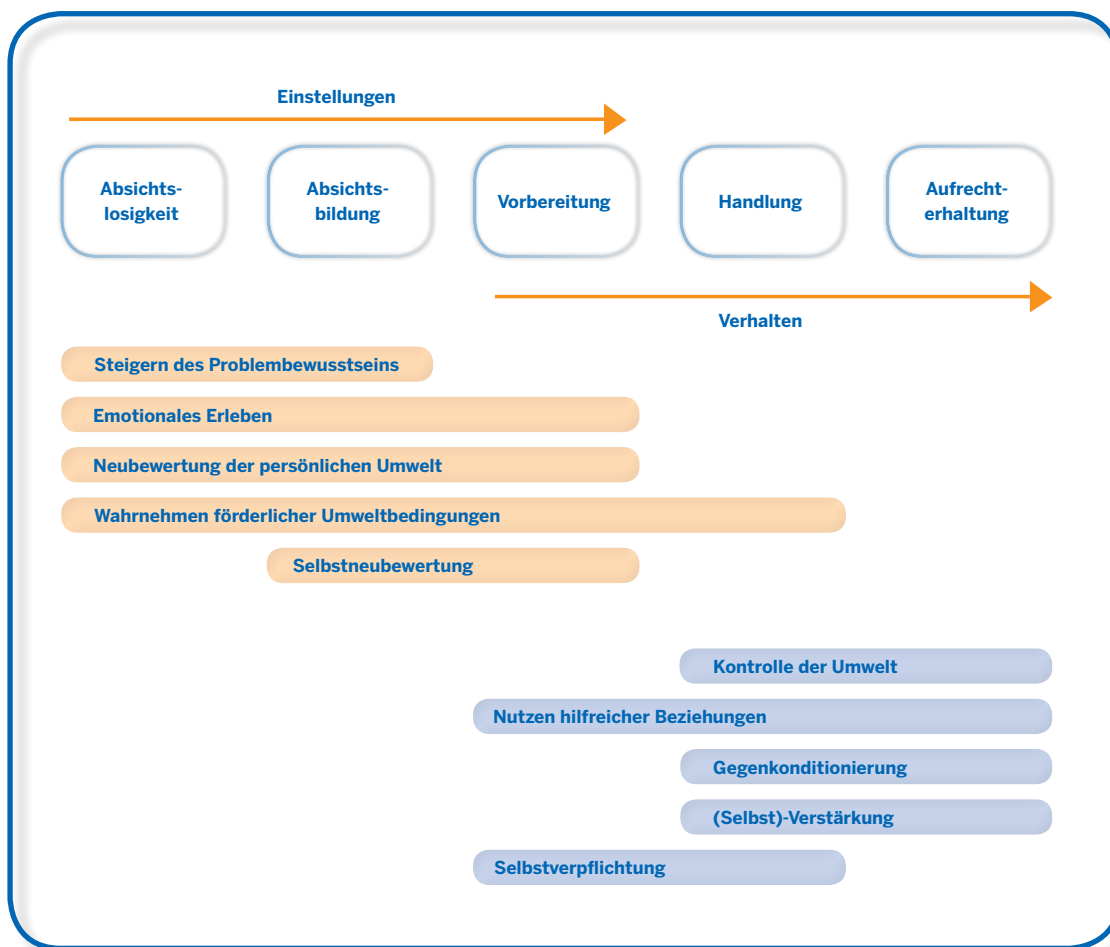 Einstellungen
Absichts-
losigkeit
Absichts-
bildung
Vorbereitung
Handlung
Aufrecht-
erhaltung
Verhalten
Steigern des Problembewusstseins
Emotionales Erleben
Neubewertung der persönlichen Umwelt
Wahrnehmen förderlicher Umweltbedingungen
Selbstneubewertung
Kontrolle der Umwelt
Nutzen hilfreicher Beziehungen
Gegenkonditionierung
(Selbst)-Verstärkung
Selbstverpflichtung